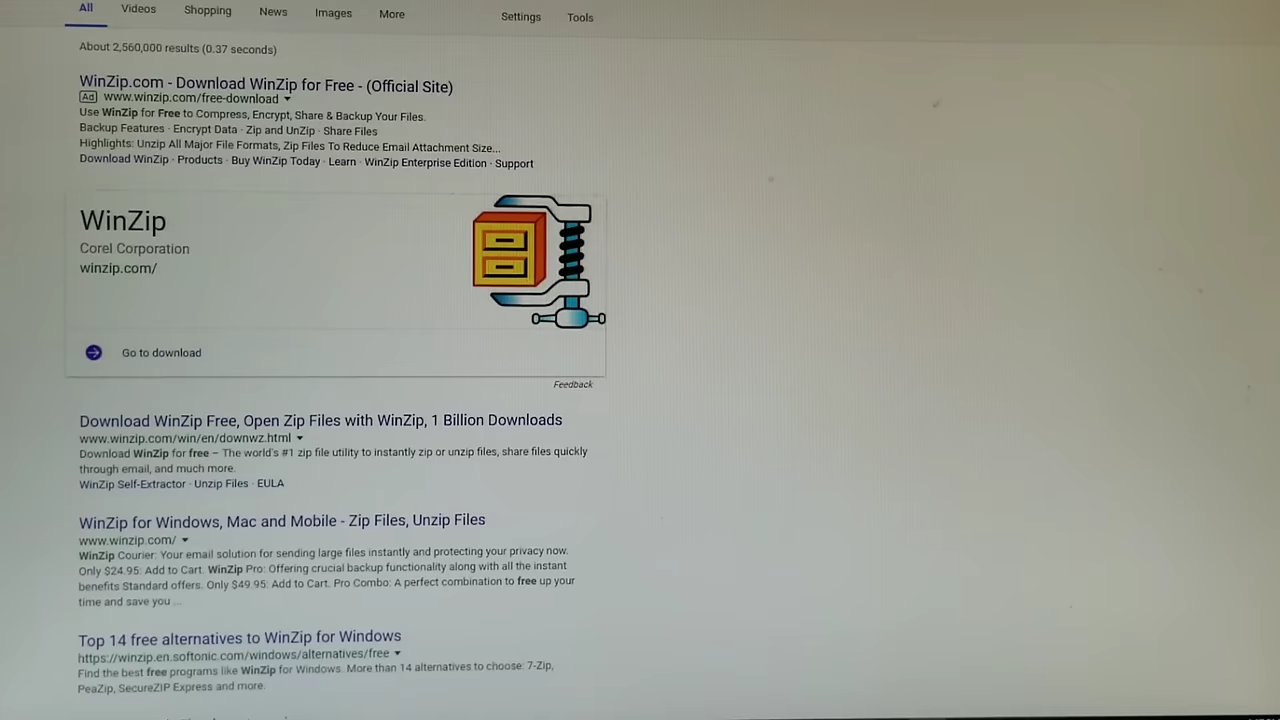 All Videos Shopping News Images More Settings Tools
About 2,560,000 results (0.37 seconds)
WinZip.com - Download WinZip for Free - (Official Site)
Ad www.winzip.com/free-download
Use WinZip for Free to Compress, Encrypt, Share & Backup Your Files.
Backup Features · Encrypt Data · Zip and UnZip · Share Files
Highlights: Unzip All Major File Formats, Zip Files To Reduce Email Attachment Size...
Download WinZip · Products · Buy WinZip Today · Learn · WinZip Enterprise Edition · Support
WinZip
Corel Corporation
winzip.com/
Go to download
Feedback
Download WinZip Free, Open Zip Files with WinZip, 1 Billion Downloads
www.winzip.com/win/en/downwz.html
Download WinZip for free – The world's #1 zip file utility to instantly zip or unzip files, share files quickly
through email, and much more.
WinZip Self-Extractor · Unzip Files · EULA
WinZip for Windows, Mac and Mobile - Zip Files, Unzip Files
www.winzip.com/
WinZip Courier: Your email solution for sending large files instantly and protecting your privacy now.
Only $24.95: Add to Cart. WinZip Pro: Offering crucial backup functionality along with all the instant
benefits Standard offers. Only $49.95: Add to Cart. Pro Combo: A perfect combination to free up your
time and save you ...
Top 14 free alternatives to WinZip for Windows
https://winzip.en.softonic.com/windows/alternatives/free
Find the best free programs like WinZip for Windows. More than 14 alternatives to choose: 7-Zip,
PeaZip, SecureZIP Express and more.